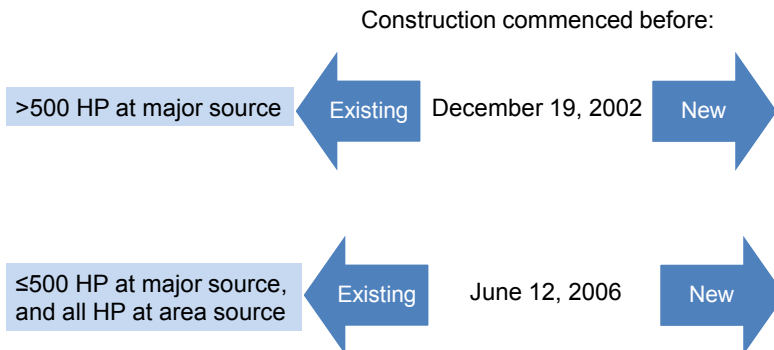 Construction commenced before:
>500 HP at major source
Existing
December 19, 2002
New
≤500 HP at major source,
and all HP at area source
Existing
June 12, 2006
New